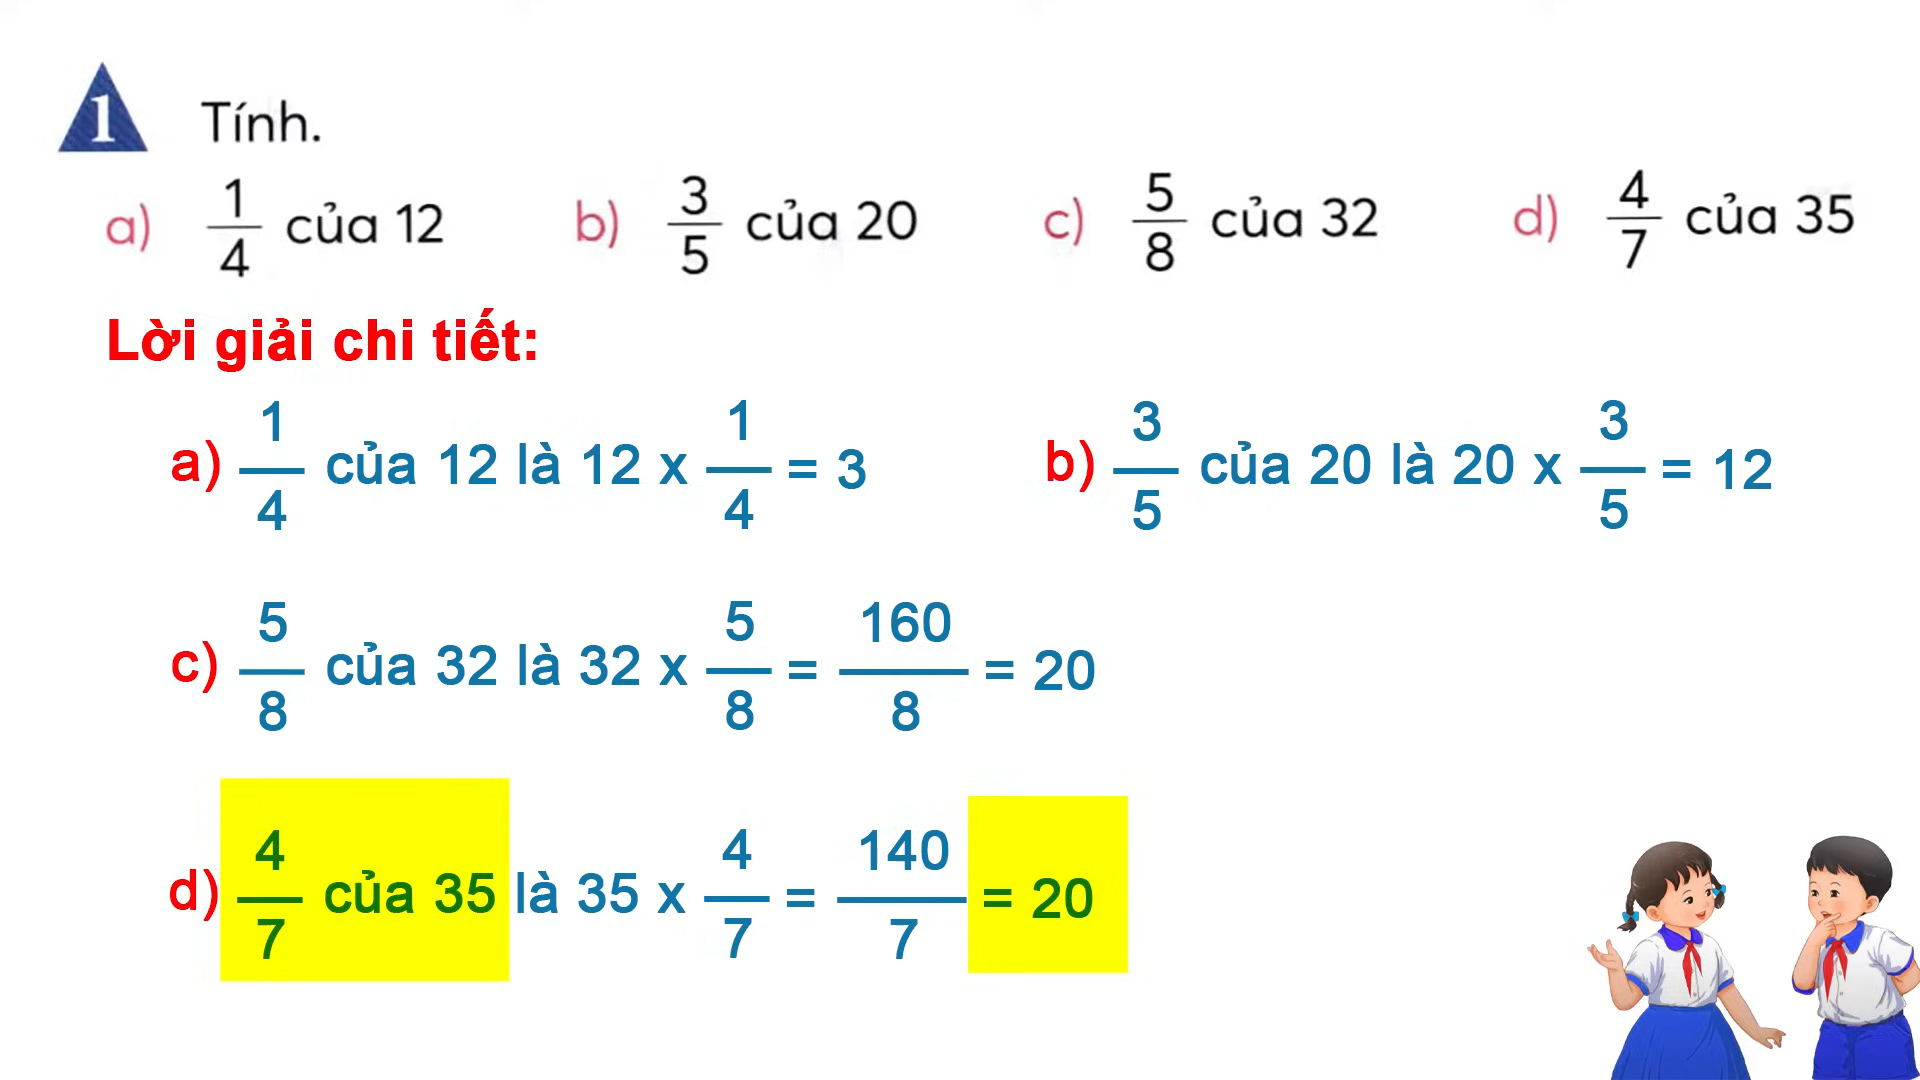 1 Tính.
a) 1/4 của 12 b) 3/5 của 20 c) 5/8 của 32 d) 4/7 của 35
Lời giải chi tiết:
a) 1/4 của 12 là 12 x 1/4 = 3 b) 3/5 của 20 là 20 x 3/5 = 12
c) 5/8 của 32 là 32 x 5/8 = 160/8 = 20
d) 4/7 của 35 là 35 x 4/7 = 140/7 = 20